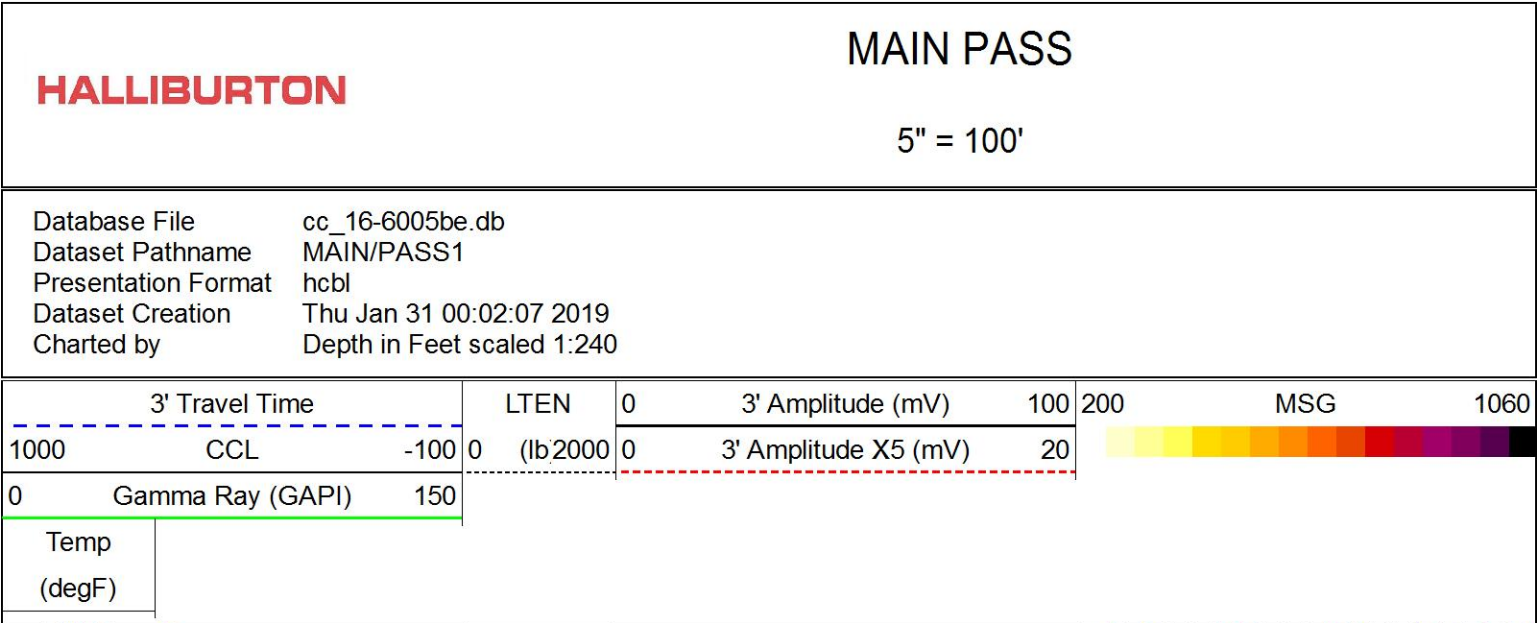 HALLIBURTON
MAIN PASS
5" = 100'
Database File cc_16-6005be.db
Dataset Pathname MAIN/PASS1
Presentation Format hcbl
Dataset Creation Thu Jan 31 00:02:07 2019
Charted by Depth in Feet scaled 1:240
3' Travel Time
1000 CCL -100
0 Gamma Ray (GAPI) 150
Temp
(degF)
LTEN
0 (lb 2000
0 3' Amplitude (mV) 100
0 3' Amplitude X5 (mV) 20
200 MSG 1060